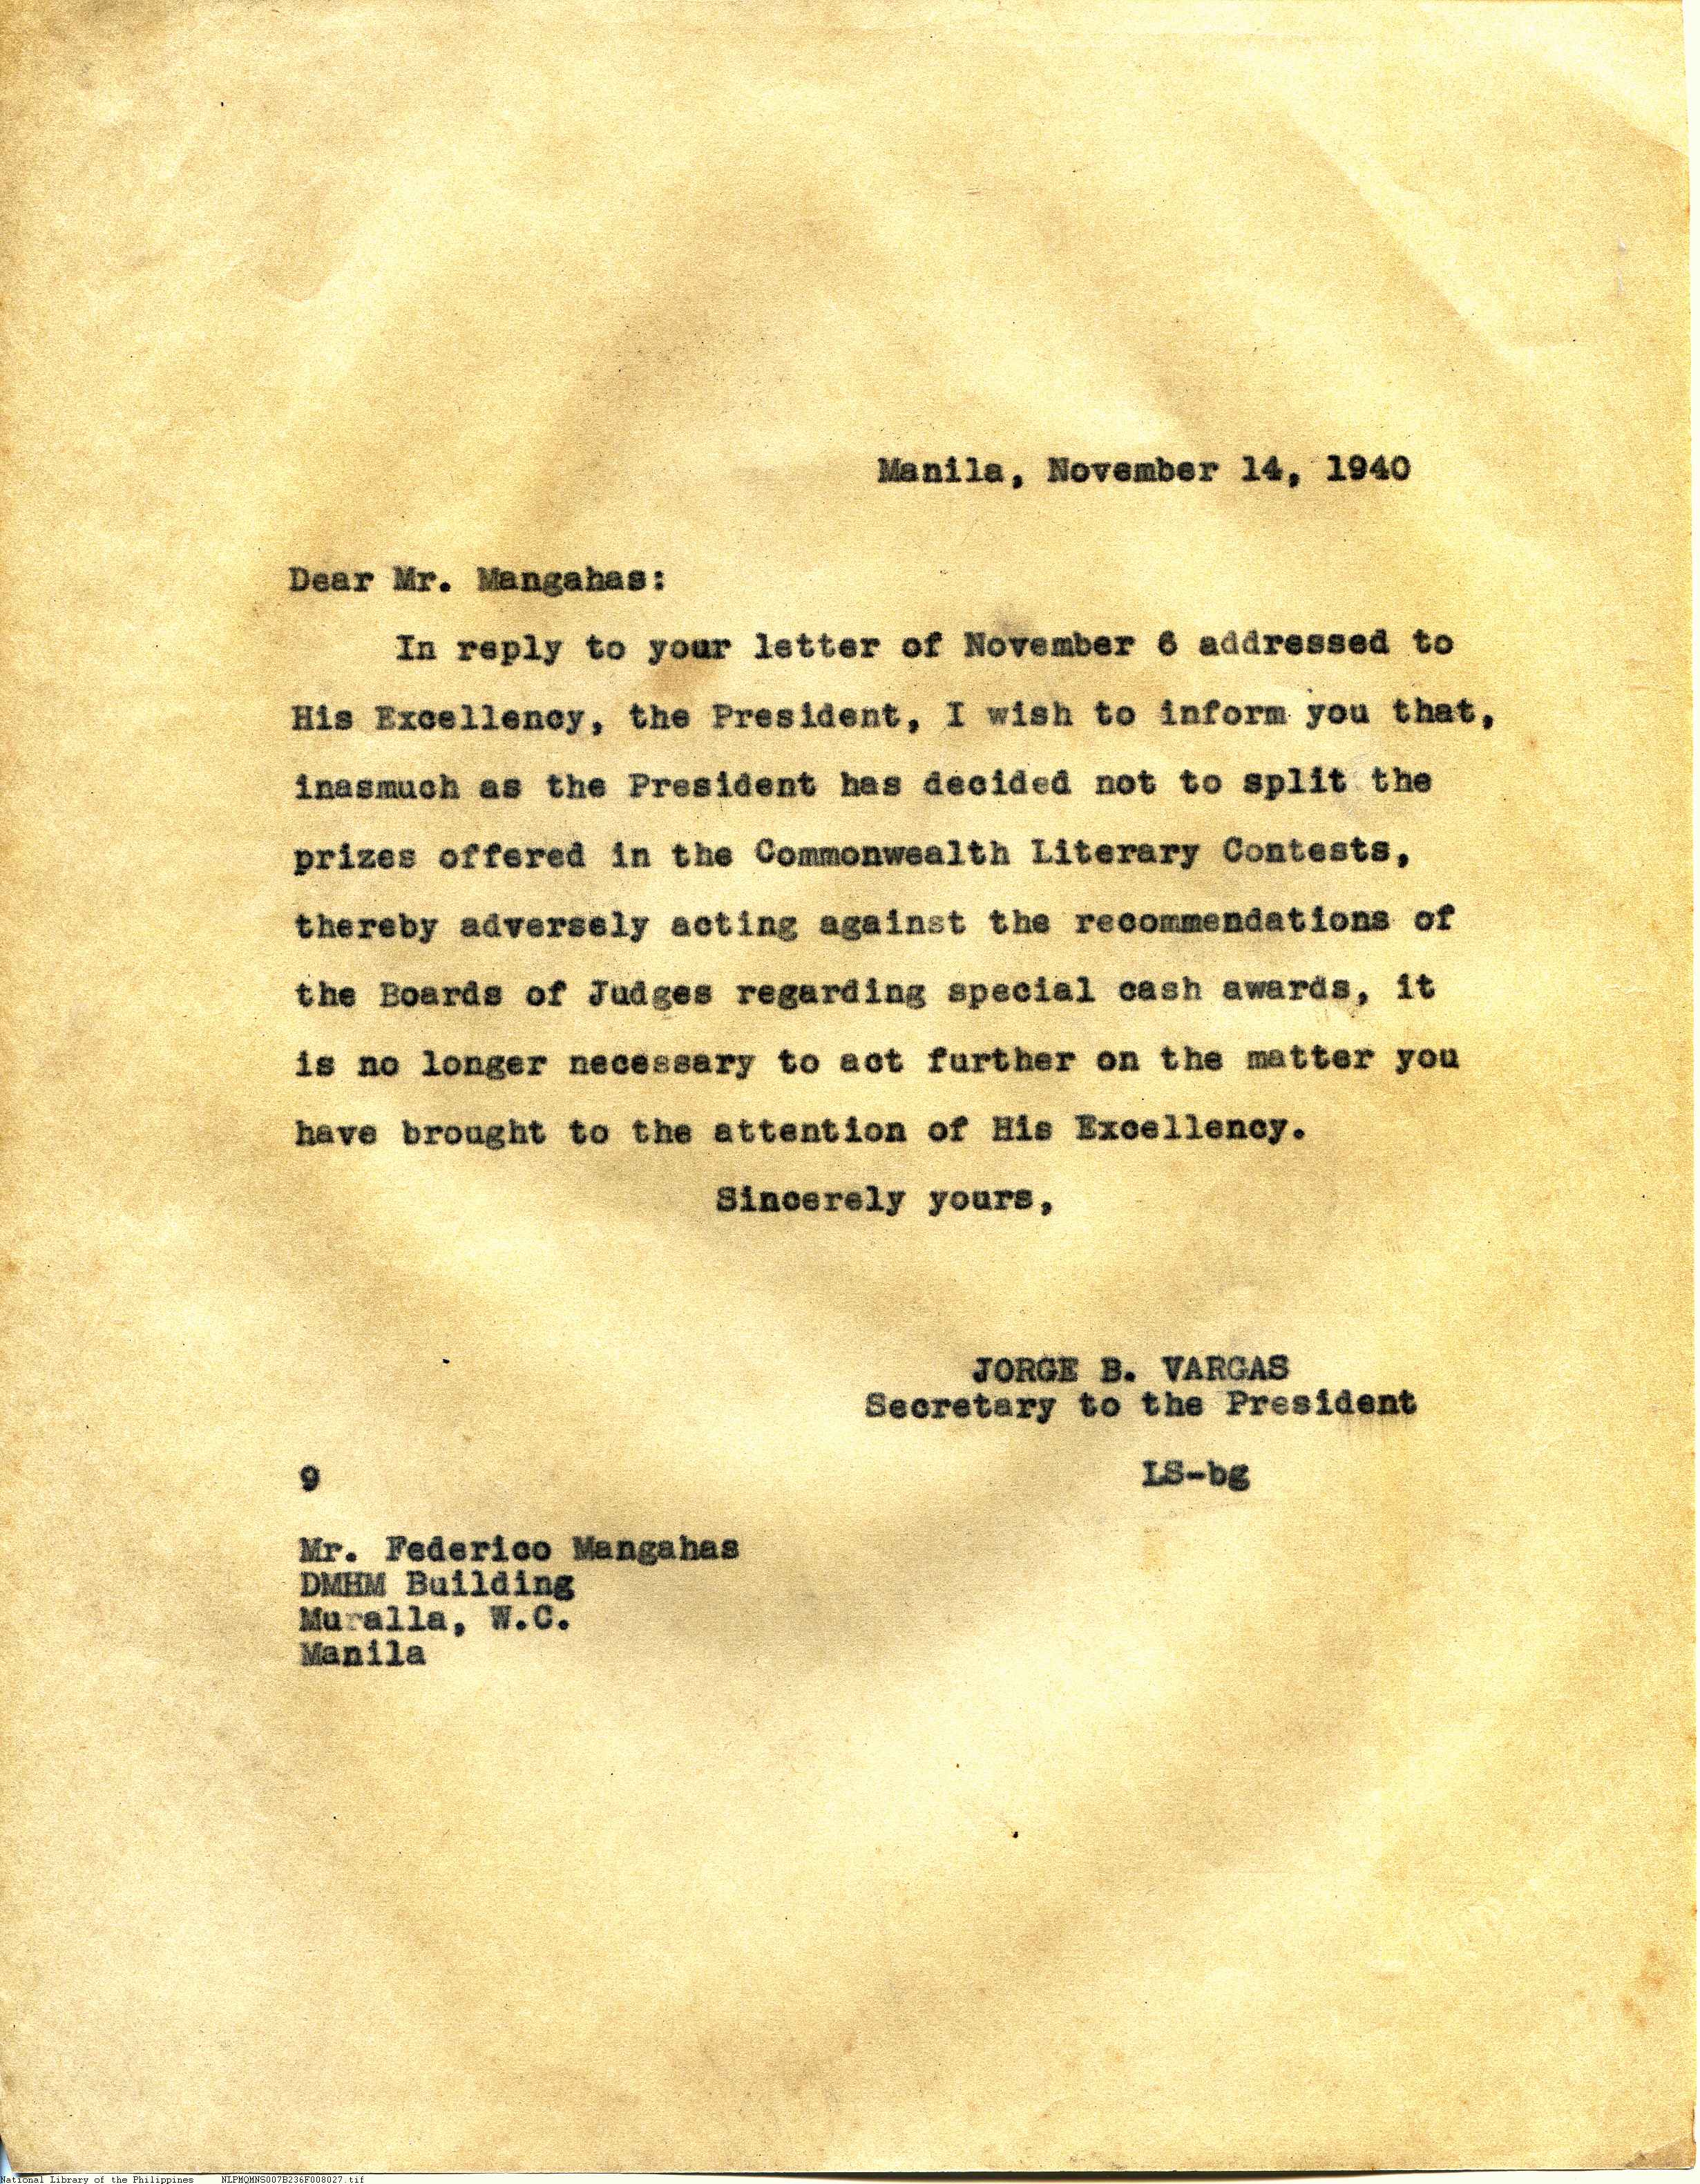 Manila, November 14, 1940
Dear Mr. Mangahas:
In reply to your letter of November 6 addressed to
His Excellency, the President, I wish to inform you that,
inasmuch as the President has decided not to split the
prizes offered in the Commonwealth Literary Contests,
thereby adversely acting against the recommendations of
the Boards of Judges regarding special cash awards, it
is no longer necessary to act further on the matter you
have brought to the attention of His Excellency.
Sincerely yours,
JORGE B. VARGAS
Secretary to the President
9 LS-bg
Mr. Federico Mangahas
DMHM Building
Muralla, W.C.
Manila
National Library of the Philippines NLPMQMNS007B236F008027.tif